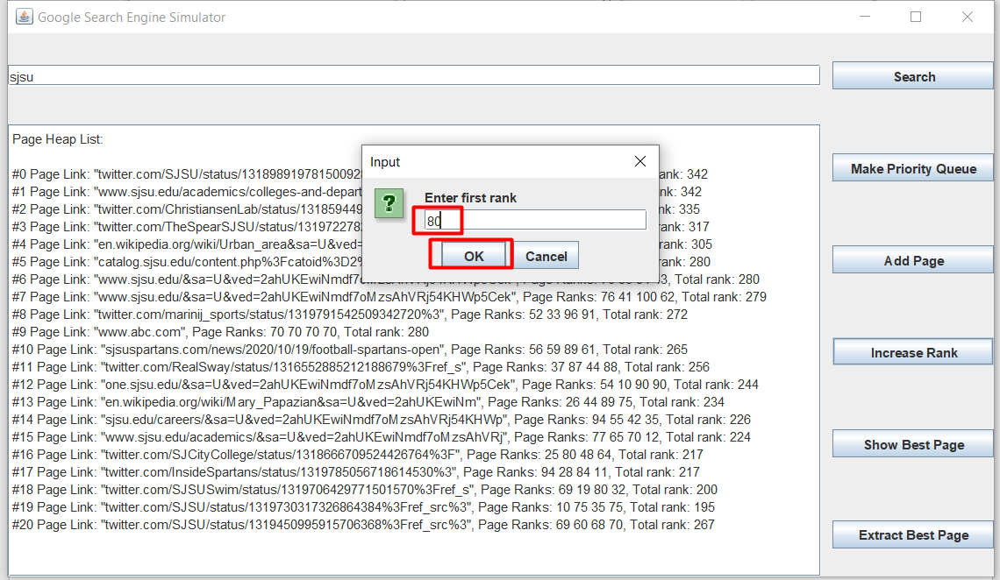 Google Search Engine Simulator
sjsu
Search
Page Heap List:
Make Priority Queue
Add Page
Increase Rank
Show Best Page
Extract Best Page
Input
Enter first rank
80
OK
Cancel
#0 Page Link: "twitter.com/SJSU/status/13189891978150092 nk: 342
#1 Page Link: "www.sjsu.edu/academics/colleges-and-depart nk: 342
#2 Page Link: "twitter.com/ChristiansenLab/status/131859449 nk: 335
#3 Page Link: "twitter.com/TheSpearSJSU/status/131972278 nk: 317
#4 Page Link: "en.wikipedia.org/wiki/Urban_area&sa=U&ved= nk: 305
#5 Page Link: "catalog.sjsu.edu/content.php%3Fcatoid%3D2% nk: 280
#6 Page Link: "www.sjsu.edu/&sa=U&ved=2ahUKEwiNmdf7o Total rank: 280
#7 Page Link: "www.sjsu.edu/&sa=U&ved=2ahUKEwiNmdf7oMzsAhVRj54KHWp5Cek", Page Ranks: 76 41 100 62, Total rank: 279
#8 Page Link: "twitter.com/marinij_sports/status/1319791542509342720%3", Page Ranks: 52 33 96 91, Total rank: 272
#9 Page Link: "www.abc.com", Page Ranks: 70 70 70 70, Total rank: 280
#10 Page Link: "sjsuspartans.com/news/2020/10/19/football-spartans-open", Page Ranks: 56 59 89 61, Total rank: 265
#11 Page Link: "twitter.com/RealSway/status/1316552885212188679%3Fref_s", Page Ranks: 37 87 44 88, Total rank: 256
#12 Page Link: "one.sjsu.edu/&sa=U&ved=2ahUKEwiNmdf7oMzsAhVRj54KHWp5Cek", Page Ranks: 54 10 90 90, Total rank: 244
#13 Page Link: "en.wikipedia.org/wiki/Mary_Papazian&sa=U&ved=2ahUKEwiNm", Page Ranks: 26 44 89 75, Total rank: 234
#14 Page Link: "sjsu.edu/careers/&sa=U&ved=2ahUKEwiNmdf7oMzsAhVRj54KHWp", Page Ranks: 94 55 42 35, Total rank: 226
#15 Page Link: "www.sjsu.edu/academics/&sa=U&ved=2ahUKEwiNmdf7oMzsAhVRj", Page Ranks: 77 65 70 12, Total rank: 224
#16 Page Link: "twitter.com/SJCityCollege/status/1318666709524426764%3F", Page Ranks: 25 80 48 64, Total rank: 217
#17 Page Link: "twitter.com/InsideSpartans/status/1319785056718614530%3", Page Ranks: 94 28 84 11, Total rank: 217
#18 Page Link: "twitter.com/SJSUSwim/status/1319706429771501570%3Fref_s", Page Ranks: 69 19 80 32, Total rank: 200
#19 Page Link: "twitter.com/SJSU/status/1319730317326864384%3Fref_src%3", Page Ranks: 10 75 35 75, Total rank: 195
#20 Page Link: "twitter.com/SJSU/status/1319450995915706368%3Fref_src%3", Page Ranks: 69 60 68 70, Total rank: 267